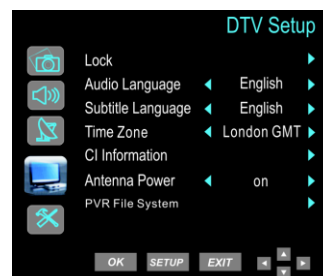 DTV Setup
Lock
Audio Language English
Subtitle Language English
Time Zone London GMT
CI Information
Antenna Power on
PVR File System
OK SETUP EXIT